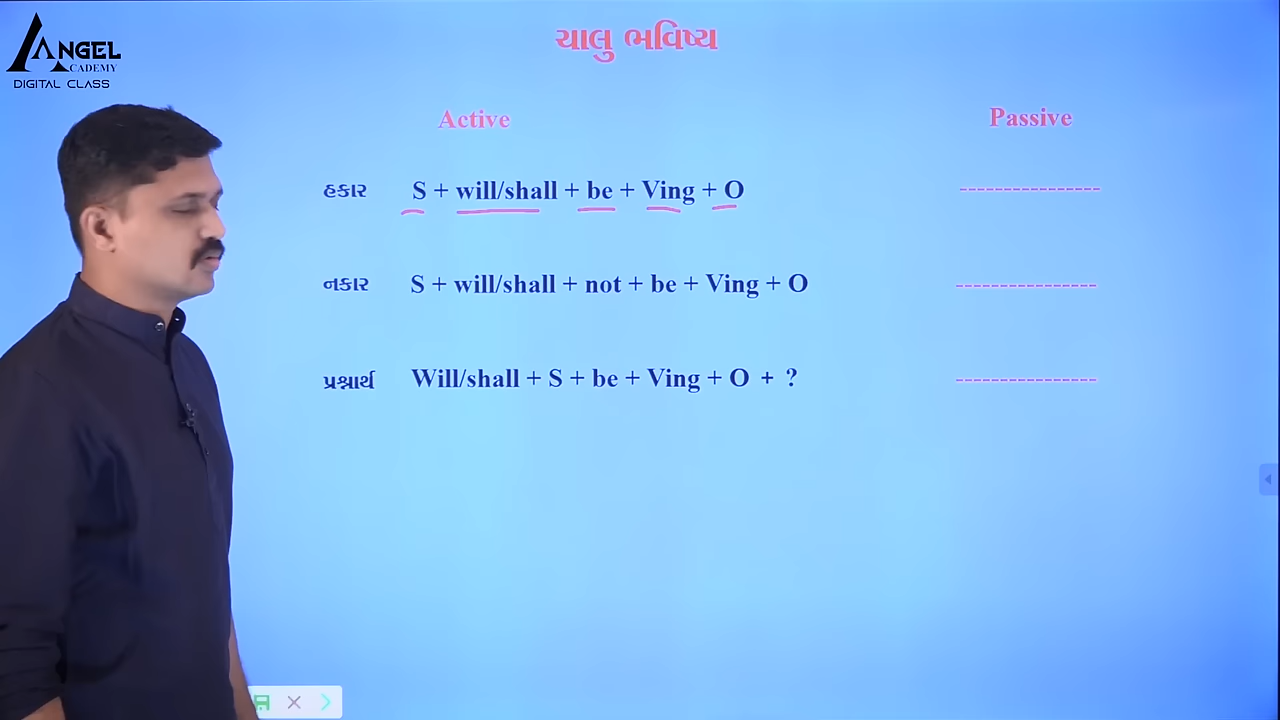 ANGEL
ACADEMY
DIGITAL CLASS
ચાલુ ભવિષ્ય
Active Passive
હકાર S + will/shall + be + Ving + O ----------------
નકાર S + will/shall + not + be + Ving + O ----------------
પ્રશ્નાર્થ Will/shall + S + be + Ving + O + ? ----------------